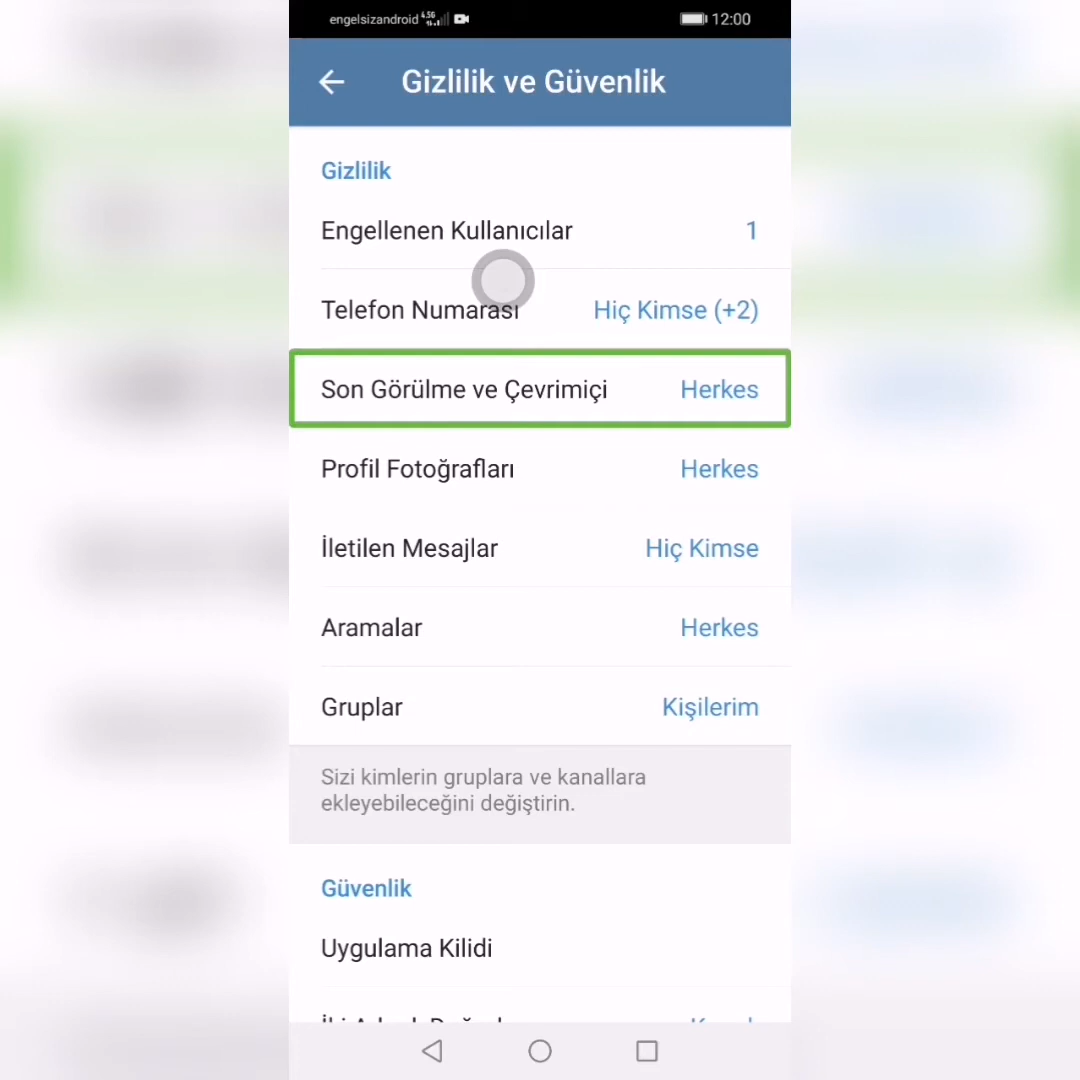 engelsizandroid 4.5G 12:00
Gizlilik ve Güvenlik
Gizlilik
Engellenen Kullanıcılar 1
Telefon Numarası Hiç Kimse (+2)
Son Görülme ve Çevrimiçi Herkes
Profil Fotoğrafları Herkes
İletilen Mesajlar Hiç Kimse
Aramalar Herkes
Gruplar Kişilerim
Sizi kimlerin gruplara ve kanallara
ekleyebileceğini değiştirin.
Güvenlik
Uygulama Kilidi